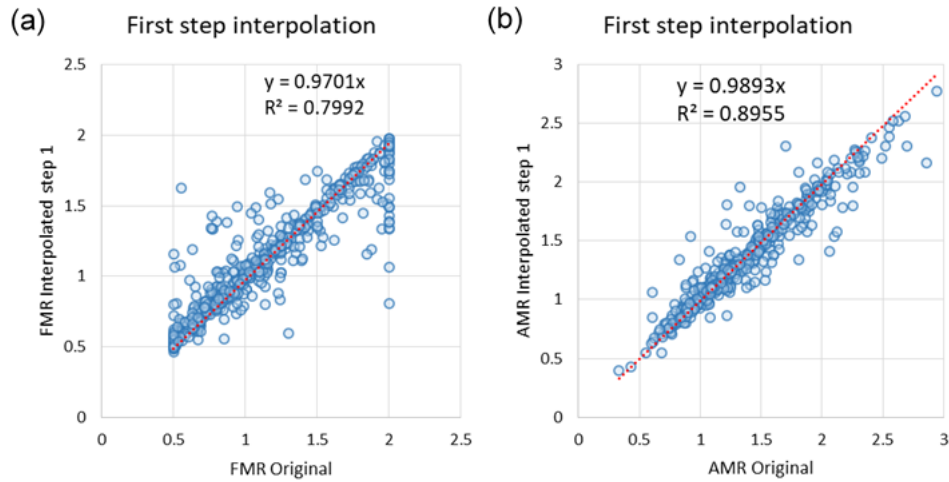 (a)
First step interpolation
y = 0.9701x
R² = 0.7992
2.5
2
1.5
1
0.5
0
0 0.5 1 1.5 2 2.5
FMR Interpolated step 1
FMR Original
(b)
First step interpolation
y = 0.9893x
R² = 0.8955
3
2.5
2
1.5
1
0.5
0
0 0.5 1 1.5 2 2.5 3
AMR Interpolated step 1
AMR Original